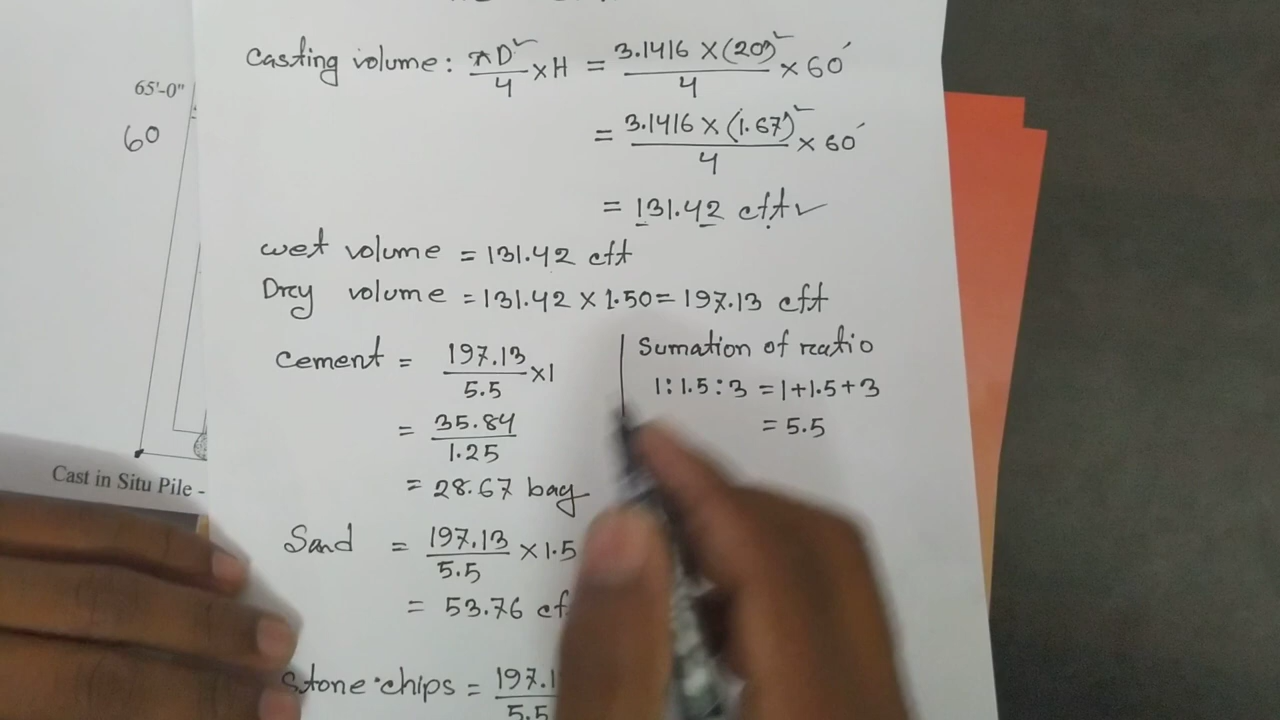 65'-0"
60
Casting volume: πD²/4 × H = 3.1416 × (20")²/4 × 60'
= 3.1416 × (1.67')²/4 × 60'
= 131.42 cft ✓
wet volume = 131.42 cft
Dry volume = 131.42 × 1.50 = 197.13 cft
Cement = 197.13/5.5 × 1
= 35.84/1.25
= 28.67 bag
Sumation of ratio
1:1.5:3 = 1+1.5+3
= 5.5
Sand = 197.13/5.5 × 1.5
= 53.76
Stone chips = 197.1/5.5
Cast in Situ Pile -